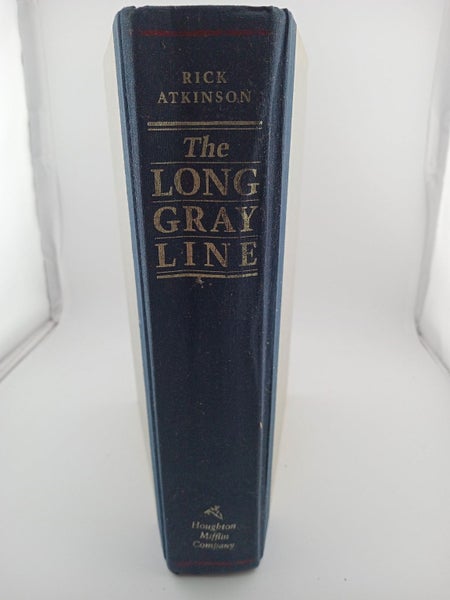 RICK
ATKINSON
The
LONG
GRAY
LINE
Houghton
Mifflin
Company